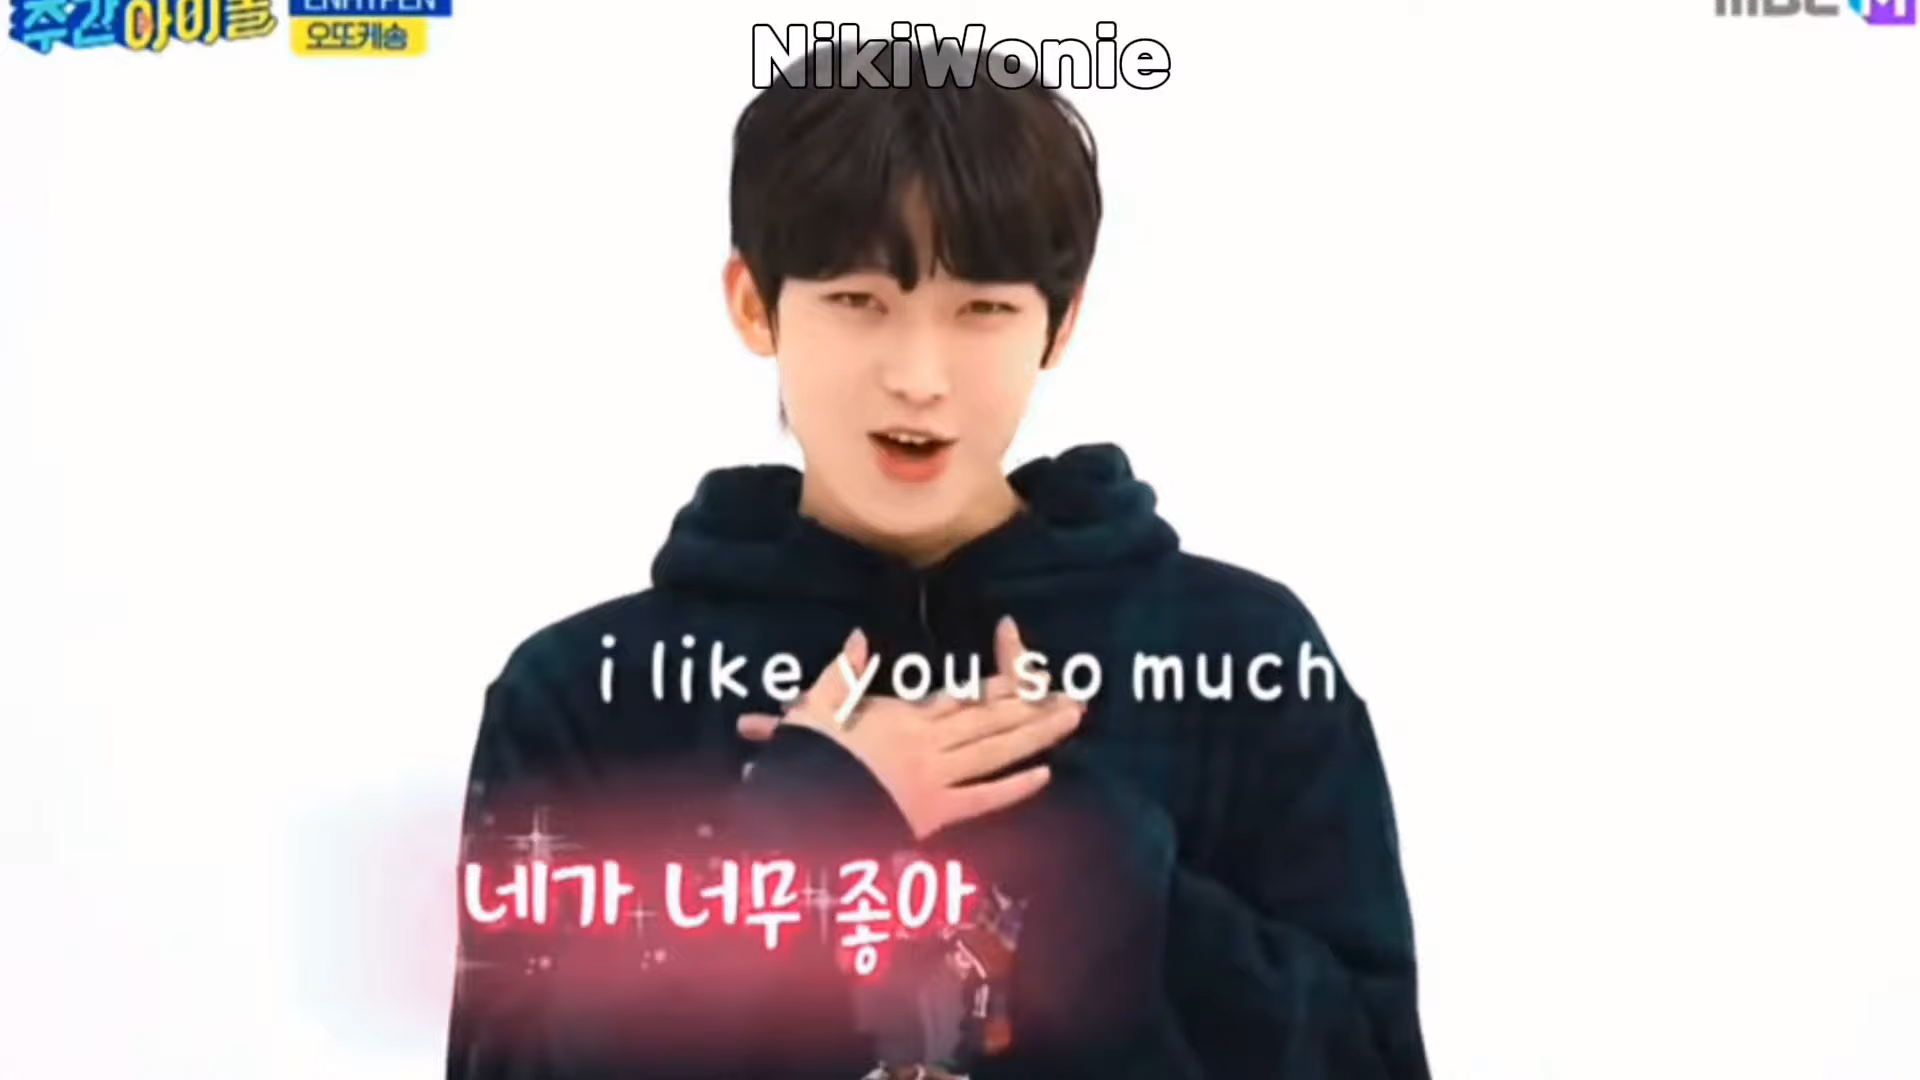 주간아이돌
ENHYPEN
오또케송
MBC M
NikiWonie
i like you so much
네가 너무 좋아